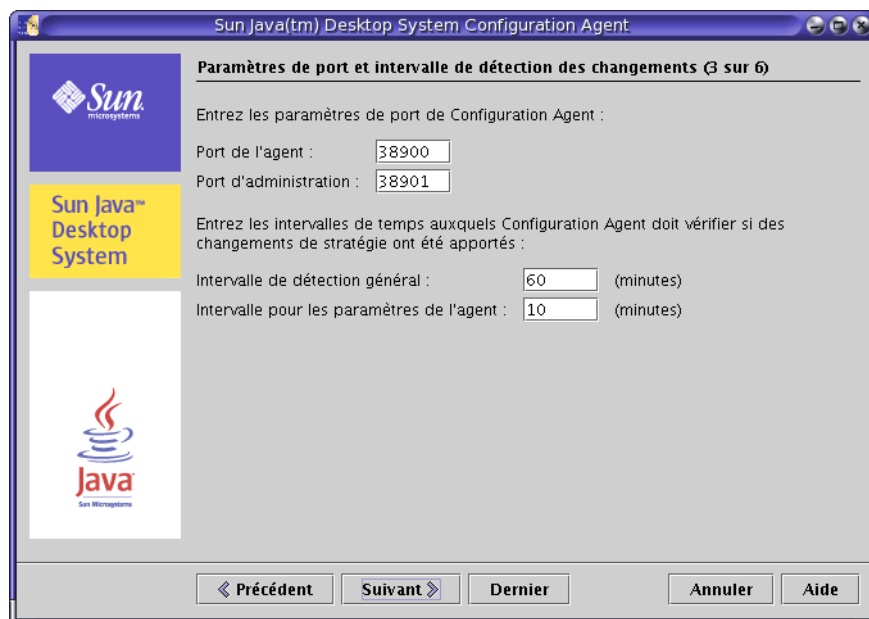 Sun Java(tm) Desktop System Configuration Agent
Sun
microsystems
Sun Java™
Desktop
System
Java
Sun Microsystems
Paramètres de port et intervalle de détection des changements (3 sur 6)
Entrez les paramètres de port de Configuration Agent :
Port de l'agent : 38900
Port d'administration : 38901
Entrez les intervalles de temps auxquels Configuration Agent doit vérifier si des
changements de stratégie ont été apportés :
Intervalle de détection général : 60 (minutes)
Intervalle pour les paramètres de l'agent : 10 (minutes)
Précédent Suivant Dernier Annuler Aide